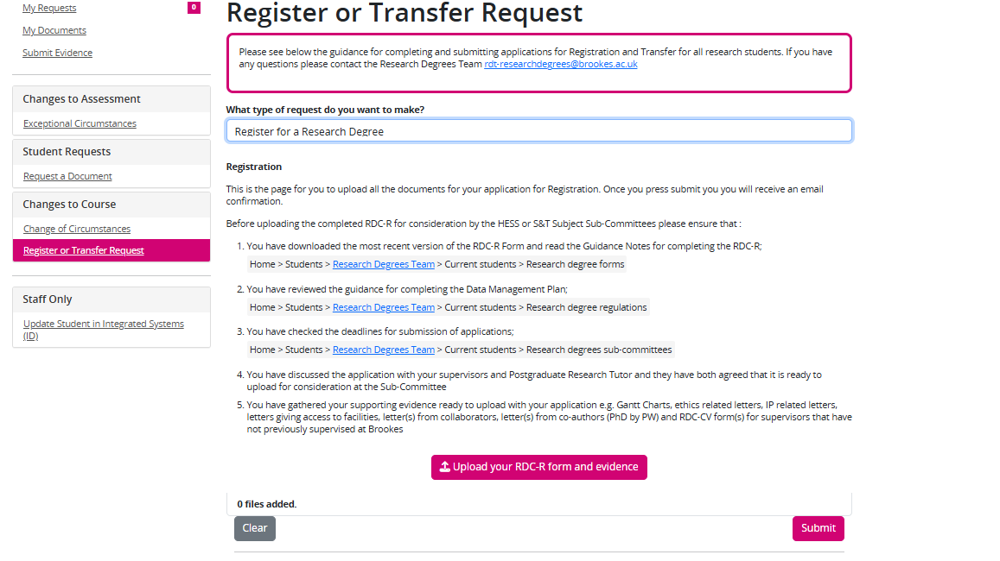 My Requests
0
My Documents
Submit Evidence
Changes to Assessment
Exceptional Circumstances
Student Requests
Request a Document
Changes to Course
Change of Circumstances
Register or Transfer Request
Staff Only
Update Student in Integrated Systems
(ID)
Register or Transfer Request
Please see below the guidance for completing and submitting applications for Registration and Transfer for all research students. If you have
any questions please contact the Research Degrees Team rdt-researchdegrees@brookes.ac.uk
What type of request do you want to make?
Register for a Research Degree
Registration
This is the page for you to upload all the documents for your application for Registration. Once you press submit you you will receive an email
confirmation.
Before uploading the completed RDC-R for consideration by the HESS or S&T Subject Sub-Committees please ensure that :
1. You have downloaded the most recent version of the RDC-R Form and read the Guidance Notes for completing the RDC-R;
Home > Students > Research Degrees Team > Current students > Research degree forms
2. You have reviewed the guidance for completing the Data Management Plan;
Home > Students > Research Degrees Team > Current students > Research degree regulations
3. You have checked the deadlines for submission of applications;
Home > Students > Research Degrees Team > Current students > Research degrees sub-committees
4. You have discussed the application with your supervisors and Postgraduate Research Tutor and they have both agreed that it is ready to
upload for consideration at the Sub-Committee
5. You have gathered your supporting evidence ready to upload with your application e.g. Gantt Charts, ethics related letters, IP related letters,
letters giving access to facilities, letter(s) from collaborators, letter(s) from co-authors (PhD by PW) and RDC-CV form(s) for supervisors that have
not previously supervised at Brookes
Upload your RDC-R form and evidence
0 files added.
Clear
Submit